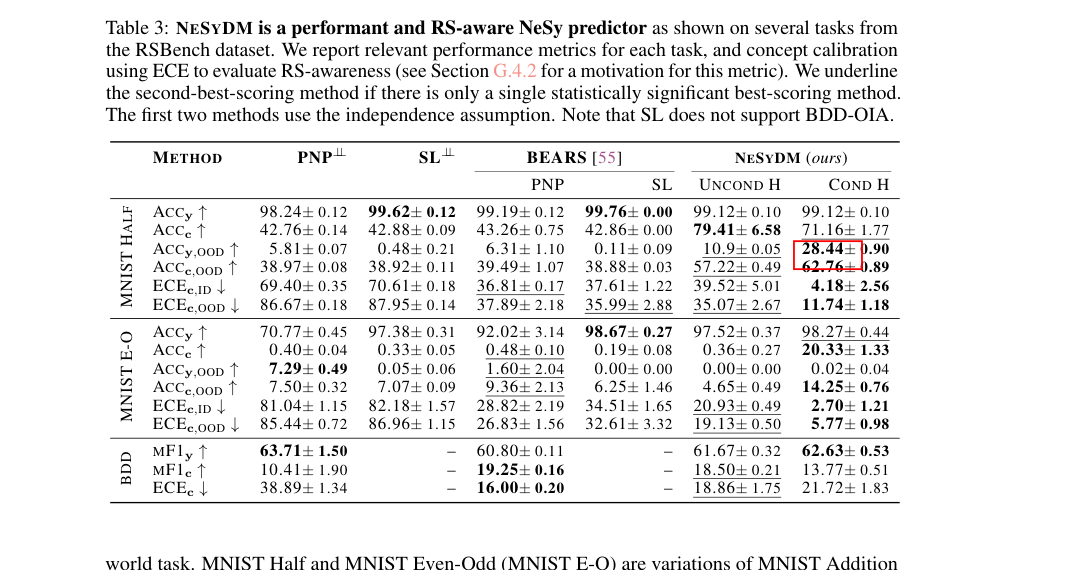 Table 3: NESYDM is a performant and RS-aware NeSy predictor as shown on several tasks from
the RSBench dataset. We report relevant performance metrics for each task, and concept calibration
using ECE to evaluate RS-awareness (see Section G.4.2 for a motivation for this metric). We underline
the second-best-scoring method if there is only a single statistically significant best-scoring method.
The first two methods use the independence assumption. Note that SL does not support BDD-OIA.
METHOD PNP⊥⊥ SL⊥⊥ BEARS [55] NESYDM (ours)
PNP SL UNCOND H COND H
MNIST HALF
ACCy ↑ 98.24± 0.12 99.62± 0.12 99.19± 0.12 99.76± 0.00 99.12± 0.10 99.12± 0.10
ACCc ↑ 42.76± 0.14 42.88± 0.09 43.26± 0.75 42.86± 0.00 79.41± 6.58 71.16± 1.77
ACCy,OOD ↑ 5.81± 0.07 0.48± 0.21 6.31± 1.10 0.11± 0.09 10.9± 0.05 28.44± 0.90
ACCc,OOD ↑ 38.97± 0.08 38.92± 0.11 39.49± 1.07 38.88± 0.03 57.22± 0.49 62.76± 0.89
ECEc,ID ↓ 69.40± 0.35 70.61± 0.18 36.81± 0.17 37.61± 1.22 39.52± 5.01 4.18± 2.56
ECEc,OOD ↓ 86.67± 0.18 87.95± 0.14 37.89± 2.18 35.99± 2.88 35.07± 2.67 11.74± 1.18
MNIST E-O
ACCy ↑ 70.77± 0.45 97.38± 0.31 92.02± 3.14 98.67± 0.27 97.52± 0.37 98.27± 0.44
ACCc ↑ 0.40± 0.04 0.33± 0.05 0.48± 0.10 0.19± 0.08 0.36± 0.27 20.33± 1.33
ACCy,OOD ↑ 7.29± 0.49 0.05± 0.06 1.60± 2.04 0.00± 0.00 0.00± 0.00 0.02± 0.04
ACCc,OOD ↑ 7.50± 0.32 7.07± 0.09 9.36± 2.13 6.25± 1.46 4.65± 0.49 14.25± 0.76
ECEc,ID ↓ 81.04± 1.15 82.18± 1.57 28.82± 2.19 34.51± 1.65 20.93± 0.49 2.70± 1.21
ECEc,OOD ↓ 85.44± 0.72 86.96± 1.15 26.83± 1.56 32.61± 3.32 19.13± 0.50 5.77± 0.98
BDD
MF1y ↑ 63.71± 1.50 – 60.80± 0.11 – 61.67± 0.32 62.63± 0.53
MF1c ↑ 10.41± 1.90 – 19.25± 0.16 – 18.50± 0.21 13.77± 0.51
ECEc ↓ 38.89± 1.34 – 16.00± 0.20 – 18.86± 1.75 21.72± 1.83
world task. MNIST Half and MNIST Even-Odd (MNIST E-O) are variations of MNIST Addition